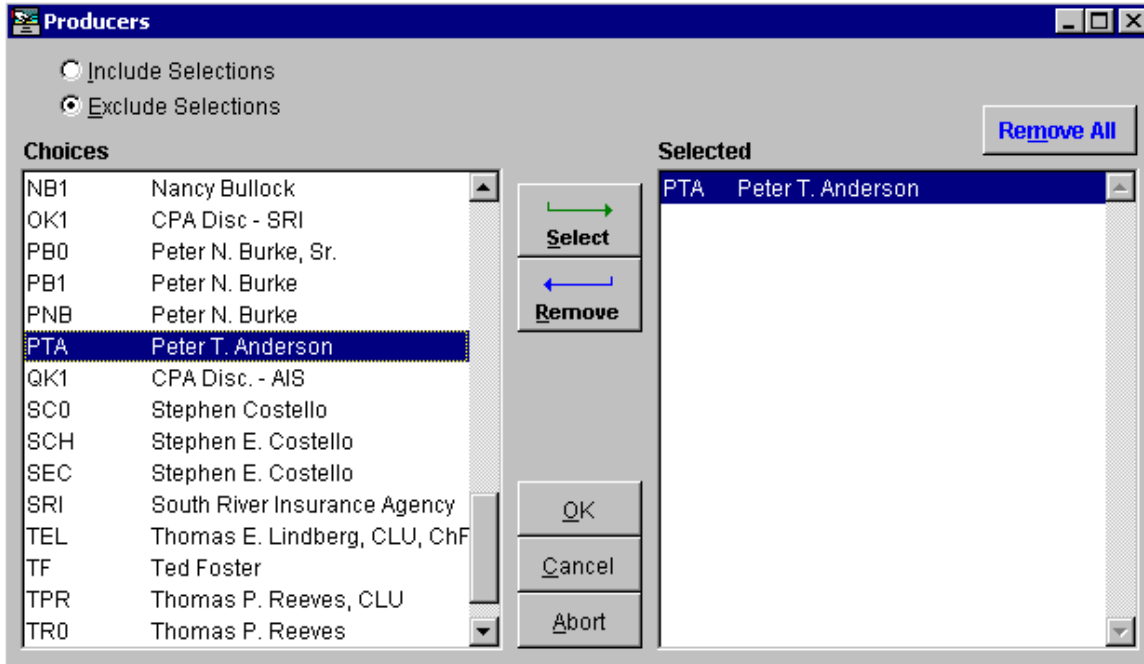 Producers
Include Selections
Exclude Selections
Remove All
Choices
Selected
NB1 Nancy Bullock
OK1 CPA Disc - SRI
PB0 Peter N. Burke, Sr.
PB1 Peter N. Burke
PNB Peter N. Burke
PTA Peter T. Anderson
QK1 CPA Disc. - AIS
SC0 Stephen Costello
SCH Stephen E. Costello
SEC Stephen E. Costello
SRI South River Insurance Agency
TEL Thomas E. Lindberg, CLU, ChF
TF Ted Foster
TPR Thomas P. Reeves, CLU
TR0 Thomas P. Reeves
Select
Remove
OK
Cancel
Abort
PTA Peter T. Anderson